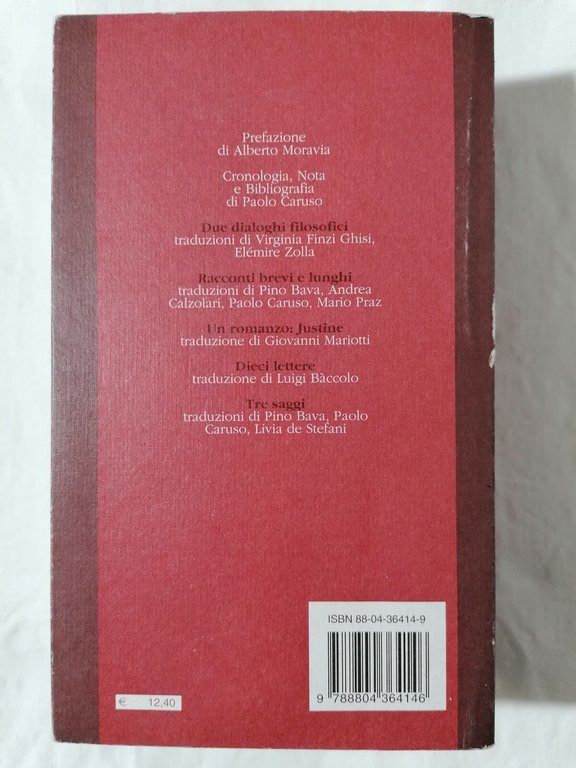 Prefazione
di Alberto Moravia
Cronologia, Nota
e Bibliografia
di Paolo Caruso
Due dialoghi filosofici
traduzioni di Virginia Finzi Ghisi,
Elémire Zolla
Racconti brevi e lunghi
traduzioni di Pino Bava, Andrea
Calzolari, Paolo Caruso, Mario Praz
Un romanzo: Justine
traduzione di Giovanni Mariotti
Dieci lettere
traduzione di Luigi Bàccolo
Tre saggi
traduzioni di Pino Bava, Paolo
Caruso, Livia de Stefani
ISBN 88-04-36414-9
9 788804 364146
€ 12,40